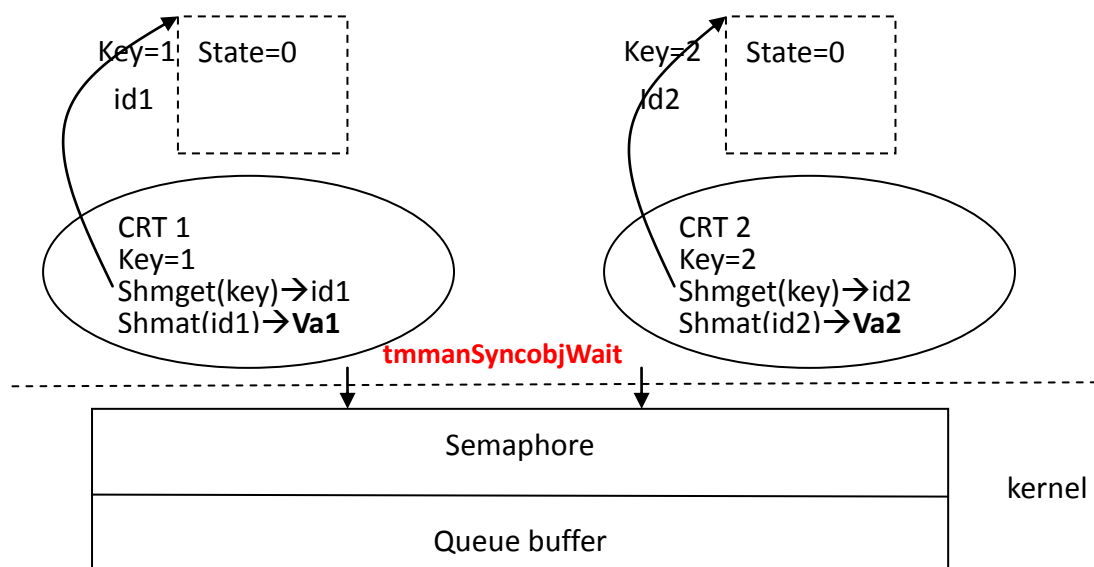 Key=1
State=0
id1
Key=2
State=0
Id2
CRT 1
Key=1
Shmget(key)→id1
Shmat(id1)→Va1
CRT 2
Key=2
Shmget(key)→id2
Shmat(id2)→Va2
tmmanSyncobjWait
Semaphore
kernel
Queue buffer